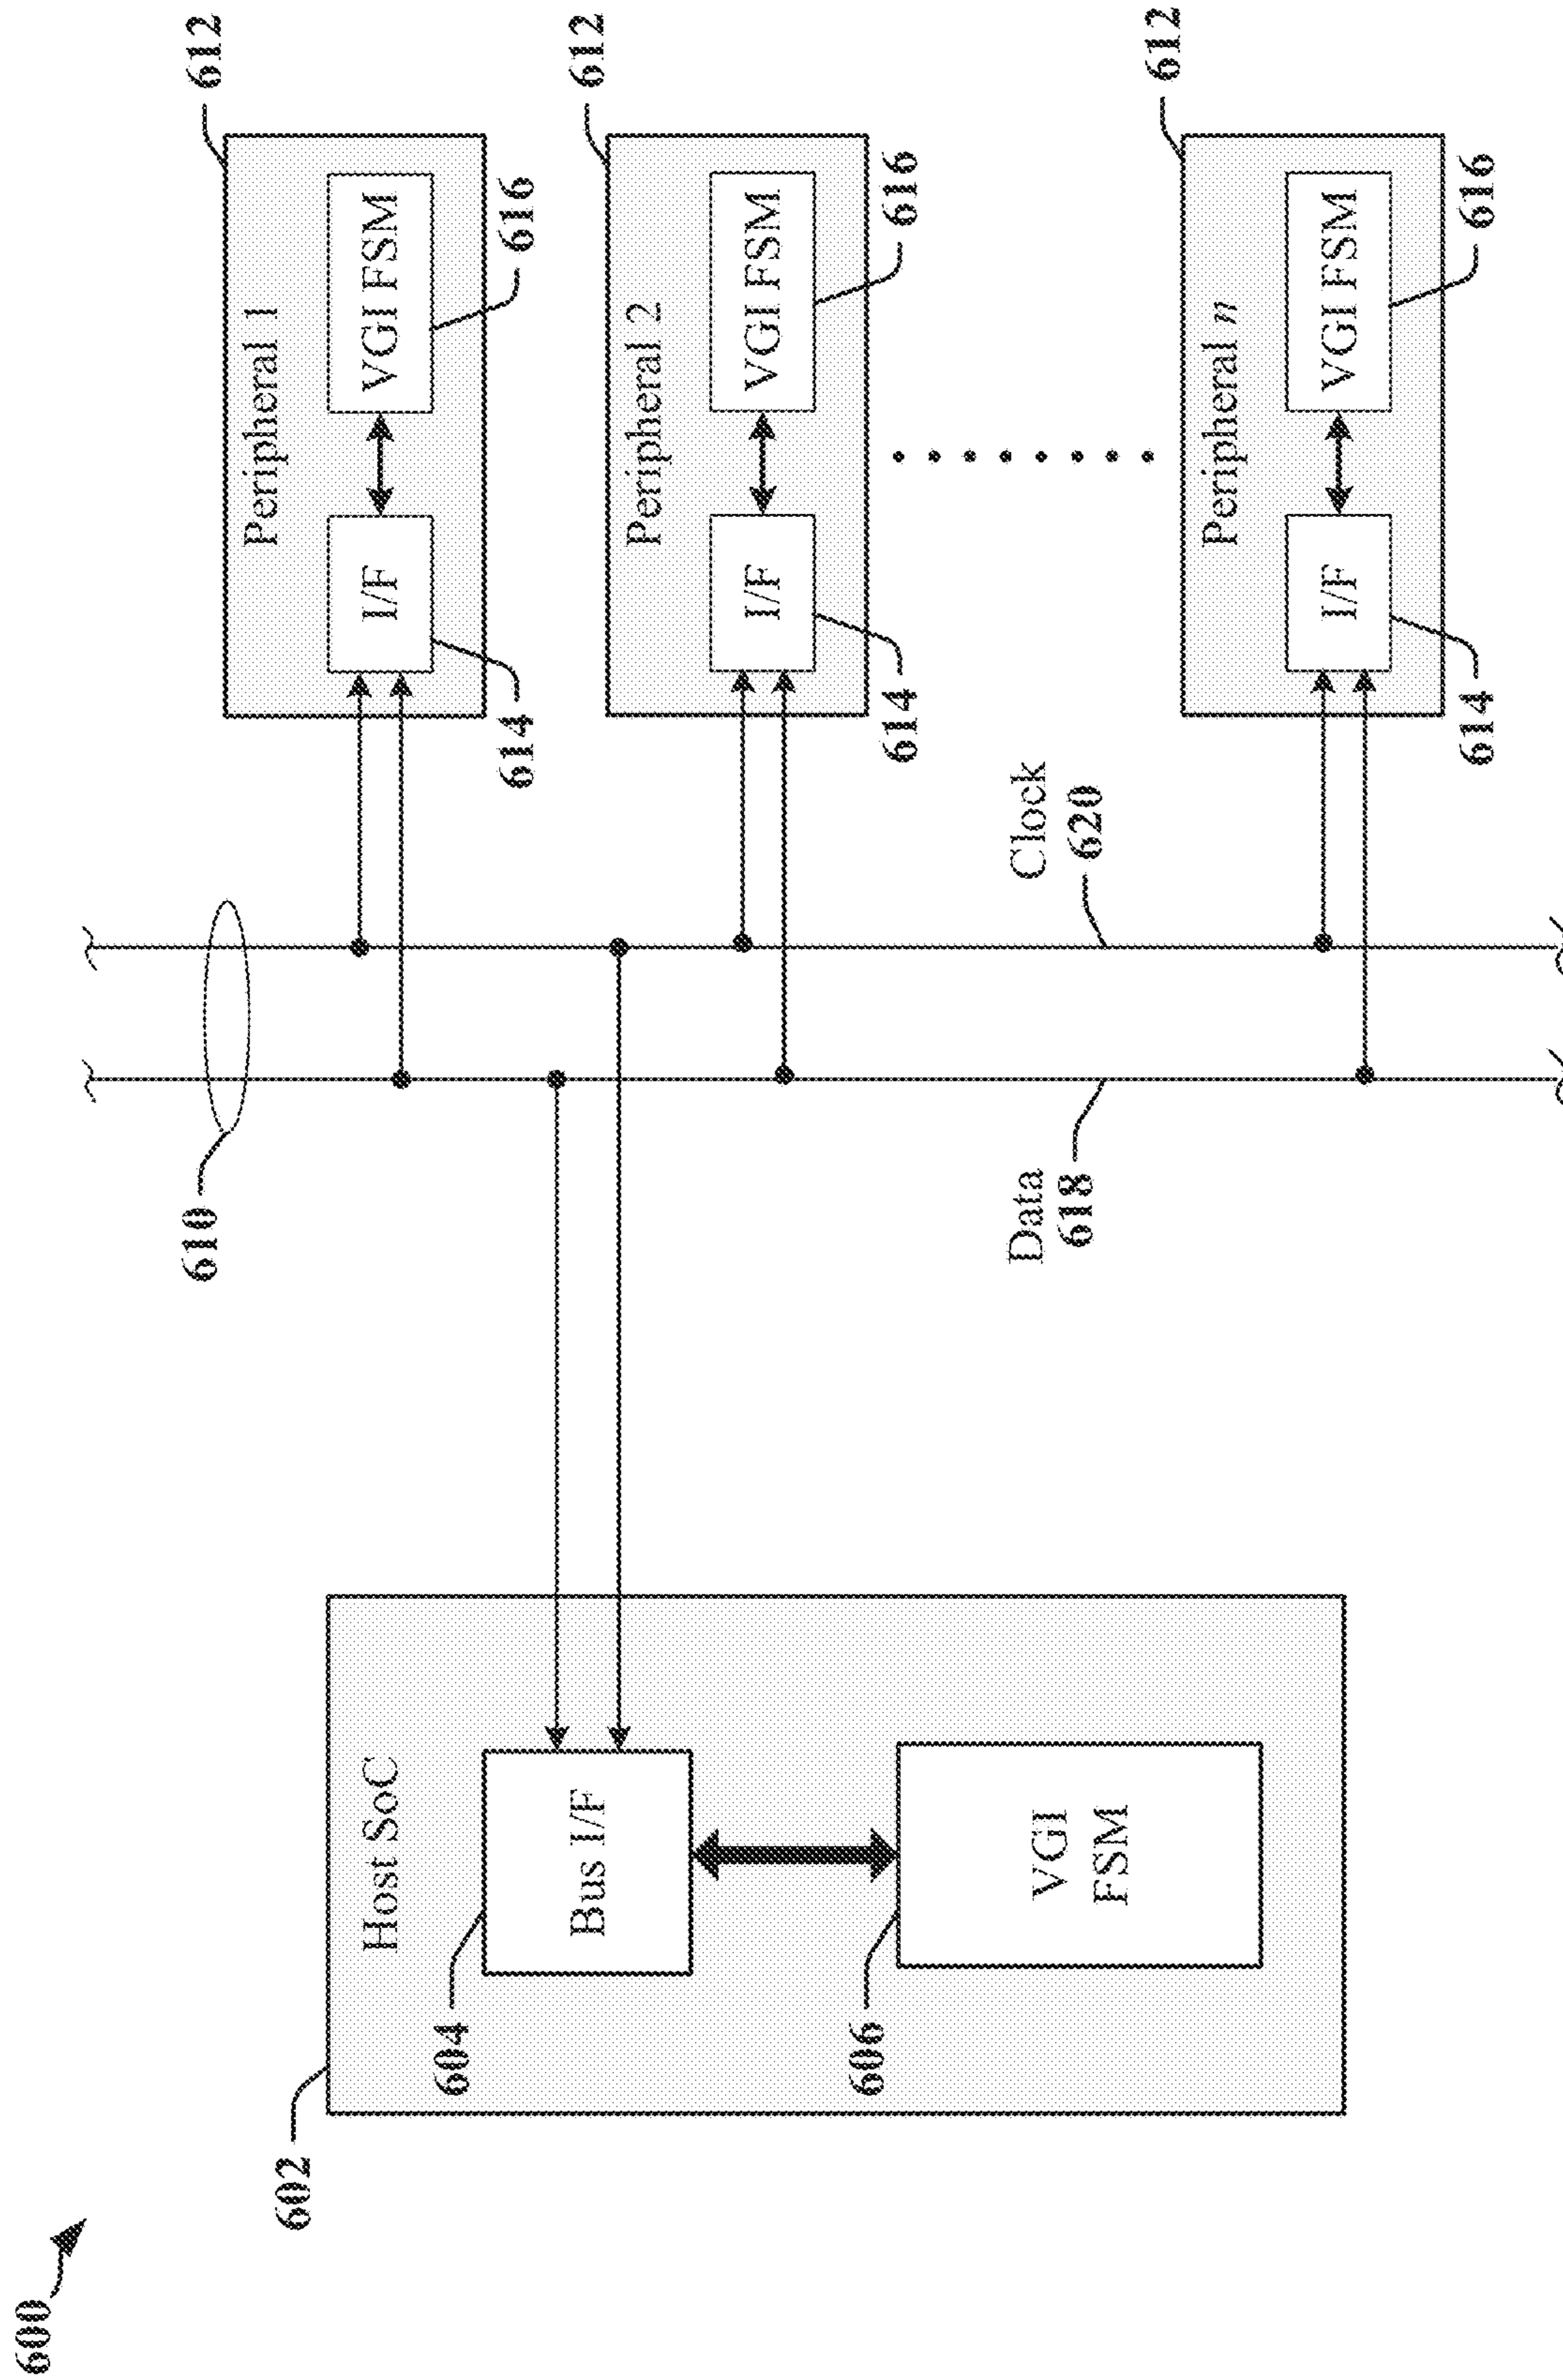 600
602
Host SoC
604
Bus I/F
606
VGI
FSM
610
Data
618
Clock
620
612
Peripheral 1
I/F
VGI FSM
614
616
612
Peripheral 2
I/F
VGI FSM
614
616
612
Peripheral n
I/F
VGI FSM
614
616